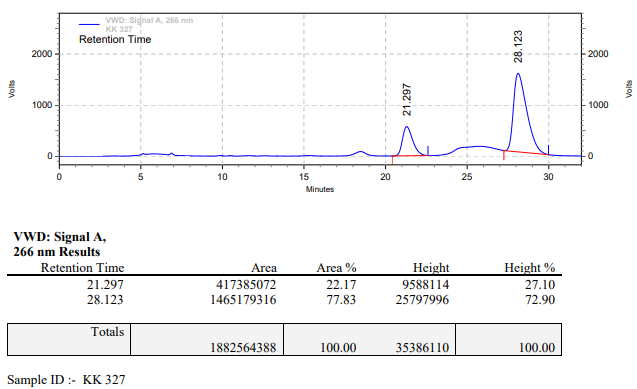 VWD: Signal A, 266 nm
KK 327
Retention Time
2000
1000
0
Volts
21.297
28.123
2000
1000
0
Volts
0 5 10 15 20 25 30
Minutes
VWD: Signal A,
266 nm Results
Retention Time Area Area % Height Height %
21.297 417385072 22.17 9588114 27.10
28.123 1465179316 77.83 25797996 72.90
Totals
1882564388 100.00 35386110 100.00
Sample ID :- KK 327